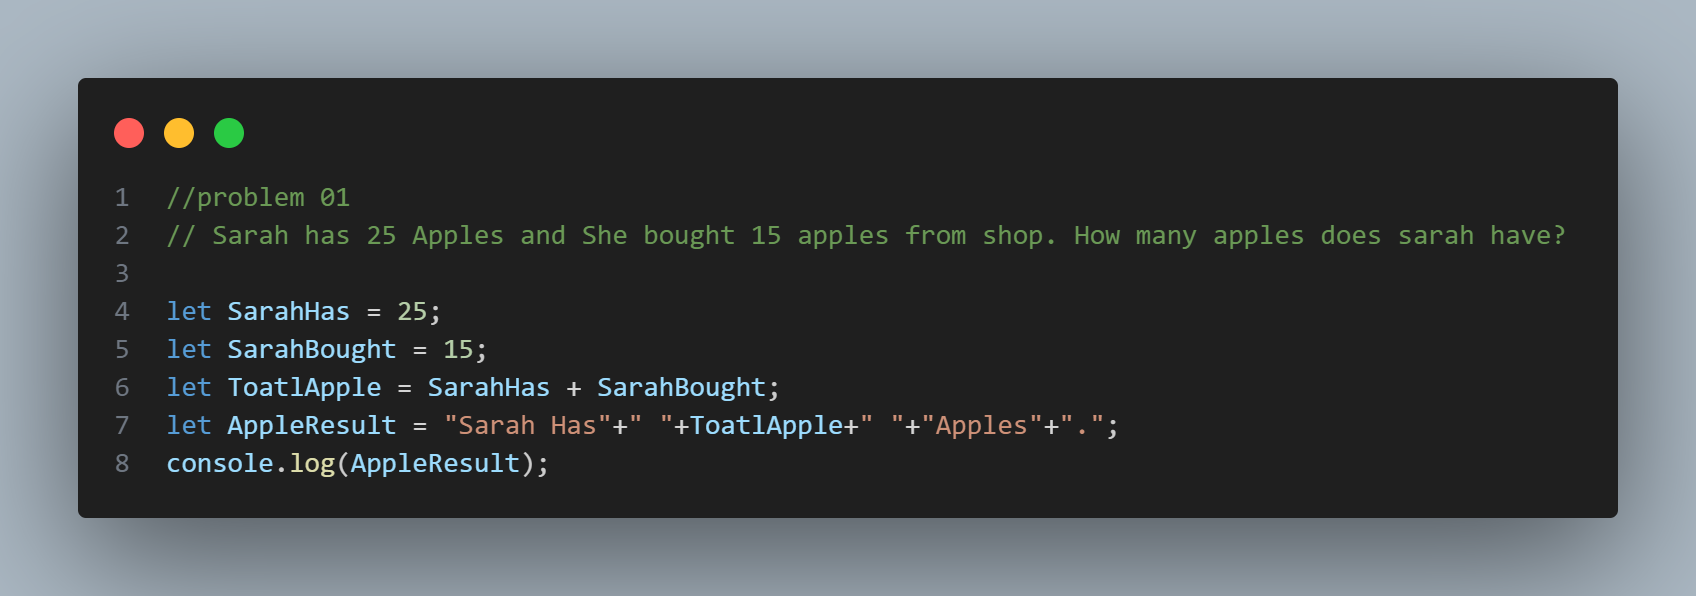 1 //problem 01
2 // Sarah has 25 Apples and She bought 15 apples from shop. How many apples does sarah have?
3
4 let SarahHas = 25;
5 let SarahBought = 15;
6 let ToatlApple = SarahHas + SarahBought;
7 let AppleResult = "Sarah Has"+" "+ToatlApple+" "+"Apples"+".";
8 console.log(AppleResult);